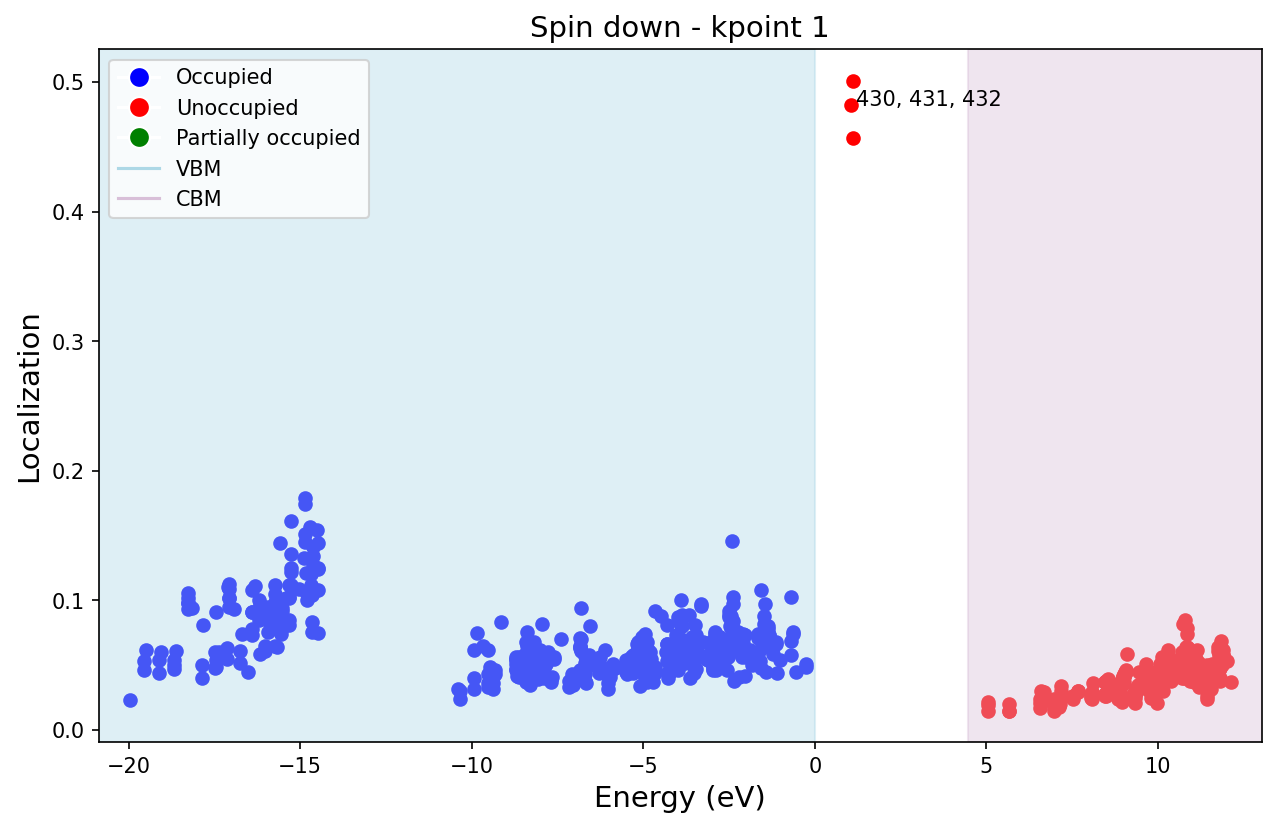 Spin down - kpoint 1
Occupied
Unoccupied
Partially occupied
VBM
CBM
430, 431, 432
Localization
0.5
0.4
0.3
0.2
0.1
0.0
−20
−15
−10
−5
0
5
10
Energy (eV)